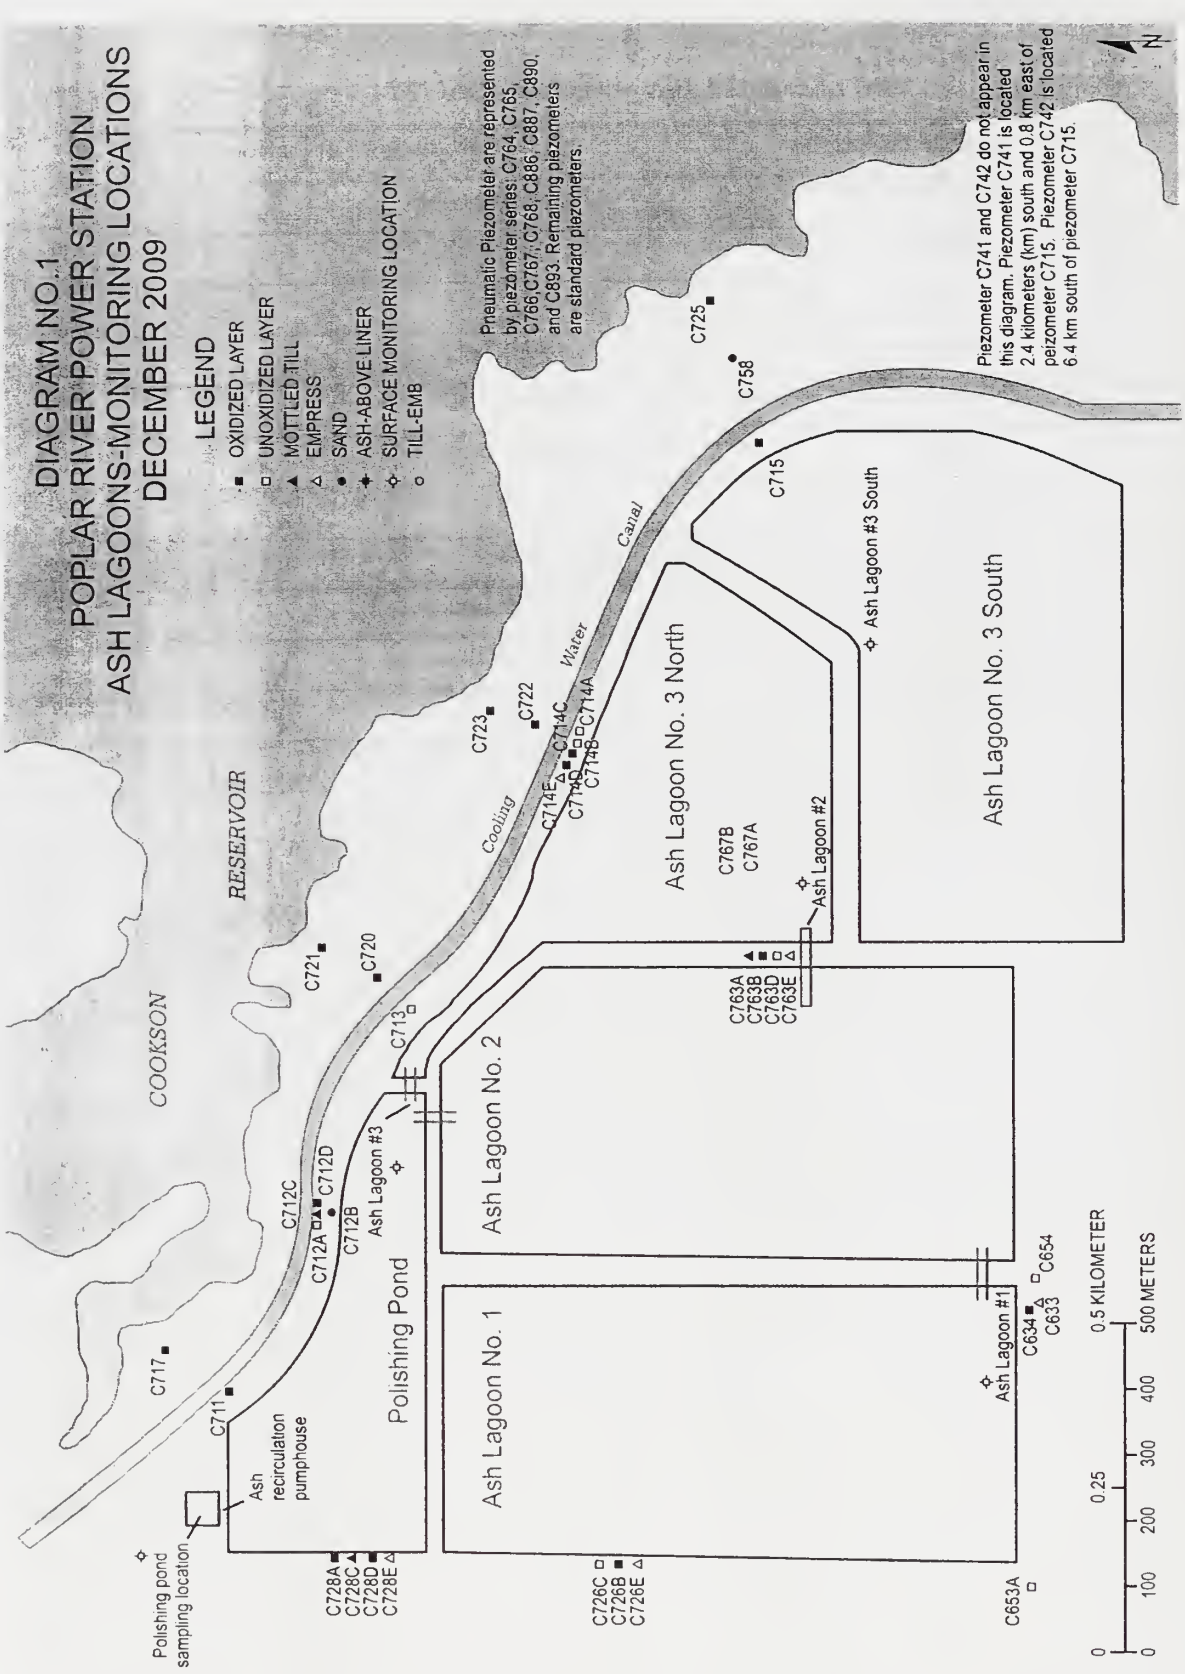 DIAGRAM NO.1
POPLAR RIVER POWER STATION
ASH LAGOONS-MONITORING LOCATIONS
DECEMBER 2009
LEGEND
OXIDIZED LAYER
UNOXIDIZED LAYER
MOTTLED TILL
EMPRESS
SAND
ASH-ABOVE-LINER
SURFACE MONITORING LOCATION
TILL-EMB
Pneumatic Piezometer are represented
by piezometer series: C764, C765,
C766, C767, C768, C886, C887, C890,
and C893. Remaining piezometers
are standard piezometers.
N
Piezometer C741 and C742 do not appear in
this diagram. Piezometer C741 is located
2.4 kilometers (km) south and 0.8 km east of
peizometer C715. Piezometer C742 is located
6.4 km south of piezometer C715.
COOKSON
RESERVOIR
Cooling
Water
Canal
Polishing pond
sampling location
Ash
recirculation
pumphouse
C717
C711
C712C
C712A
C712D
C712B
Ash Lagoon #3
Polishing Pond
C721
C720
C713
C723
C722
C714C
C714A
C714E
C714D
C714B
C725
C758
C715
C728A
C728C
C728D
C728E
Ash Lagoon No. 1
Ash Lagoon No. 2
Ash Lagoon No. 3 North
C767B
C767A
Ash Lagoon #2
C763A
C763B
C763D
C763E
Ash Lagoon #3 South
Ash Lagoon No. 3 South
C726C
C726B
C726E
Ash Lagoon #1
C653A
C634
C633
C654
0
0.25
0.5 KILOMETER
0
100
200
300
400
500 METERS